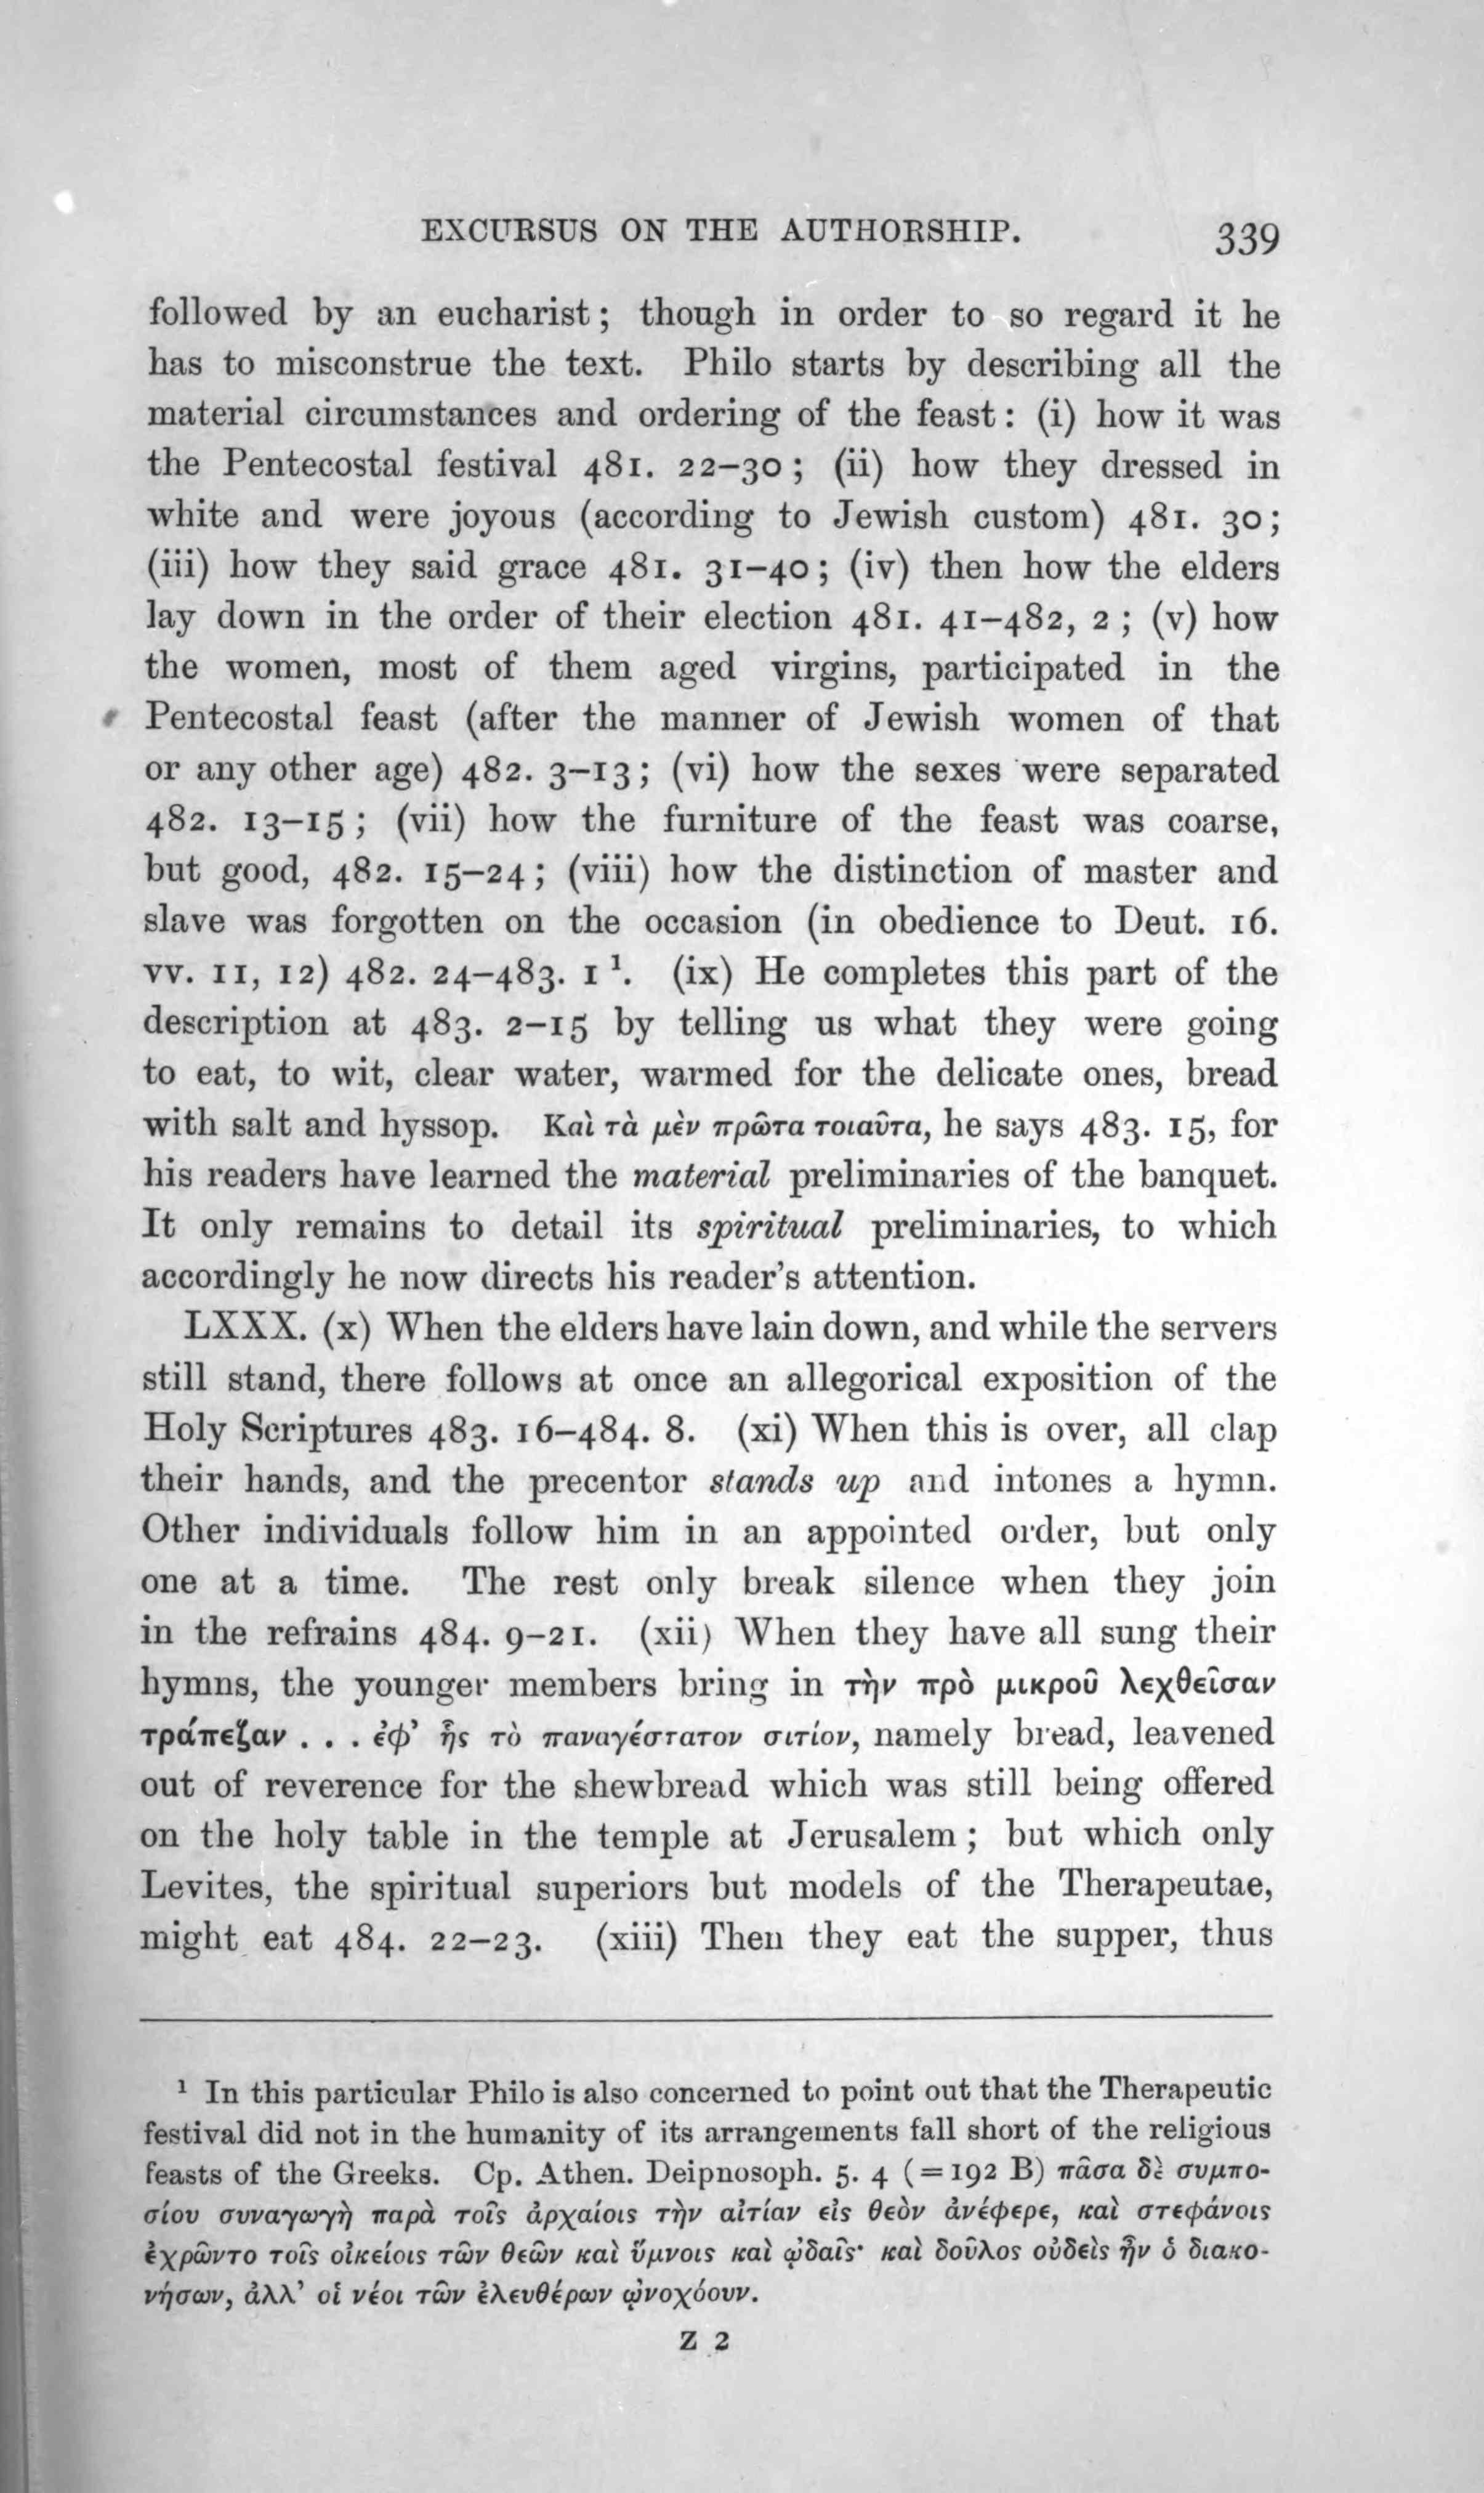 EXCURSUS ON THE AUTHORSHIP. 339
followed by an eucharist; though in order to so regard it he
has to misconstrue the text. Philo starts by describing all the
material circumstances and ordering of the feast: (i) how it was
the Pentecostal festival 481. 22–30; (ii) how they dressed in
white and were joyous (according to Jewish custom) 481. 30;
(iii) how they said grace 481. 31–40; (iv) then how the elders
lay down in the order of their election 481. 41–482, 2; (v) how
the women, most of them aged virgins, participated in the
Pentecostal feast (after the manner of Jewish women of that
or any other age) 482. 3–13; (vi) how the sexes were separated
482. 13–15; (vii) how the furniture of the feast was coarse,
but good, 482. 15–24; (viii) how the distinction of master and
slave was forgotten on the occasion (in obedience to Deut. 16.
vv. 11, 12) 482. 24–483. 1 ¹. (ix) He completes this part of the
description at 483. 2–15 by telling us what they were going
to eat, to wit, clear water, warmed for the delicate ones, bread
with salt and hyssop. Καὶ τὰ μὲν πρῶτα τοιαῦτα, he says 483. 15, for
his readers have learned the material preliminaries of the banquet.
It only remains to detail its spiritual preliminaries, to which
accordingly he now directs his reader's attention.
LXXX. (x) When the elders have lain down, and while the servers
still stand, there follows at once an allegorical exposition of the
Holy Scriptures 483. 16–484. 8. (xi) When this is over, all clap
their hands, and the precentor stands up and intones a hymn.
Other individuals follow him in an appointed order, but only
one at a time. The rest only break silence when they join
in the refrains 484. 9–21. (xii) When they have all sung their
hymns, the younger members bring in τὴν πρὸ μικροῦ λεχθεῖσαν
τράπεζαν . . . ἐφ' ἧς τὸ παναγέστατον σιτίον, namely bread, leavened
out of reverence for the shewbread which was still being offered
on the holy table in the temple at Jerusalem; but which only
Levites, the spiritual superiors but models of the Therapeutae,
might eat 484. 22–23. (xiii) Then they eat the supper, thus
¹ In this particular Philo is also concerned to point out that the Therapeutic
festival did not in the humanity of its arrangements fall short of the religious
feasts of the Greeks. Cp. Athen. Deipnosoph. 5. 4 (=192 B) πᾶσα δὲ συμπο-
σίου συναγωγὴ παρὰ τοῖς ἀρχαίοις τὴν αἰτίαν εἰς θεὸν ἀνέφερε, καὶ στεφάνοις
ἐχρῶντο τοῖς οἰκείοις τῶν θεῶν καὶ ὕμνοις καὶ ᾠδαῖς· καὶ δοῦλος οὐδεὶς ἦν ὁ διακο-
νήσων, ἀλλ' οἱ νέοι τῶν ἐλευθέρων ᾠνοχόουν.
Z 2